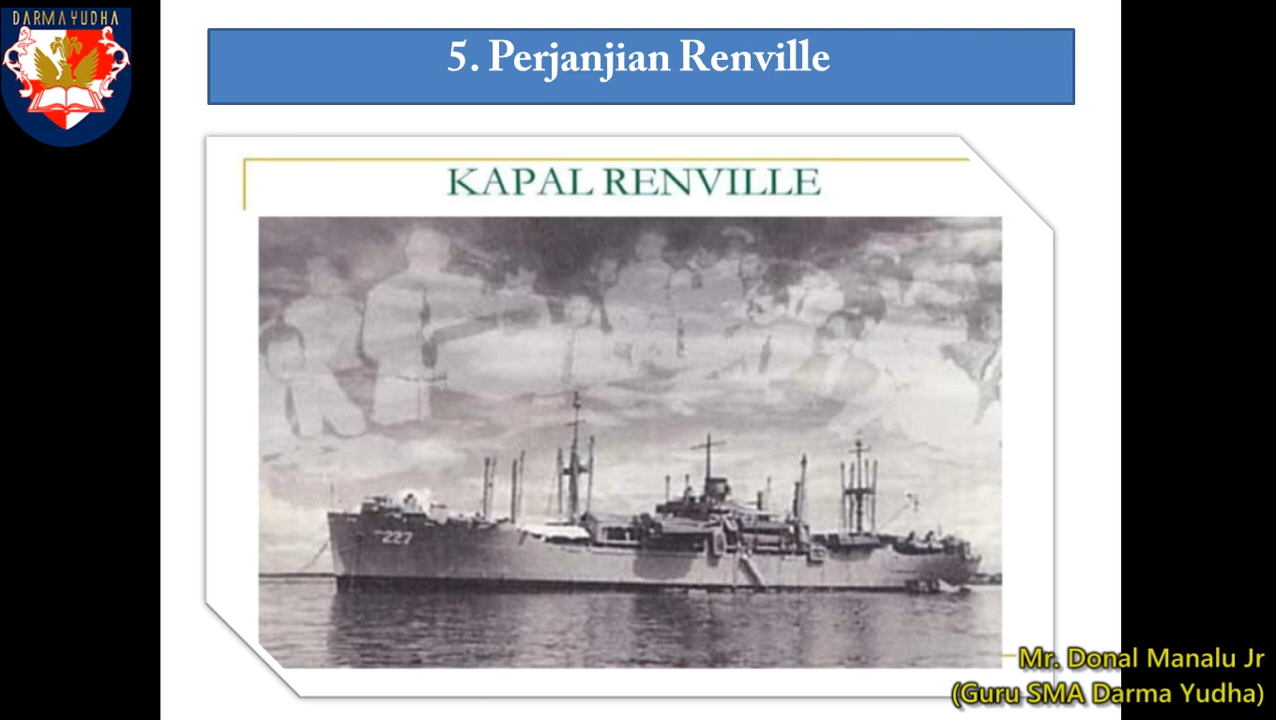 DARMA YUDHA
5. Perjanjian Renville
KAPAL RENVILLE
227
Mr. Donal Manalu Jr
(Guru SMA Darma Yudha)